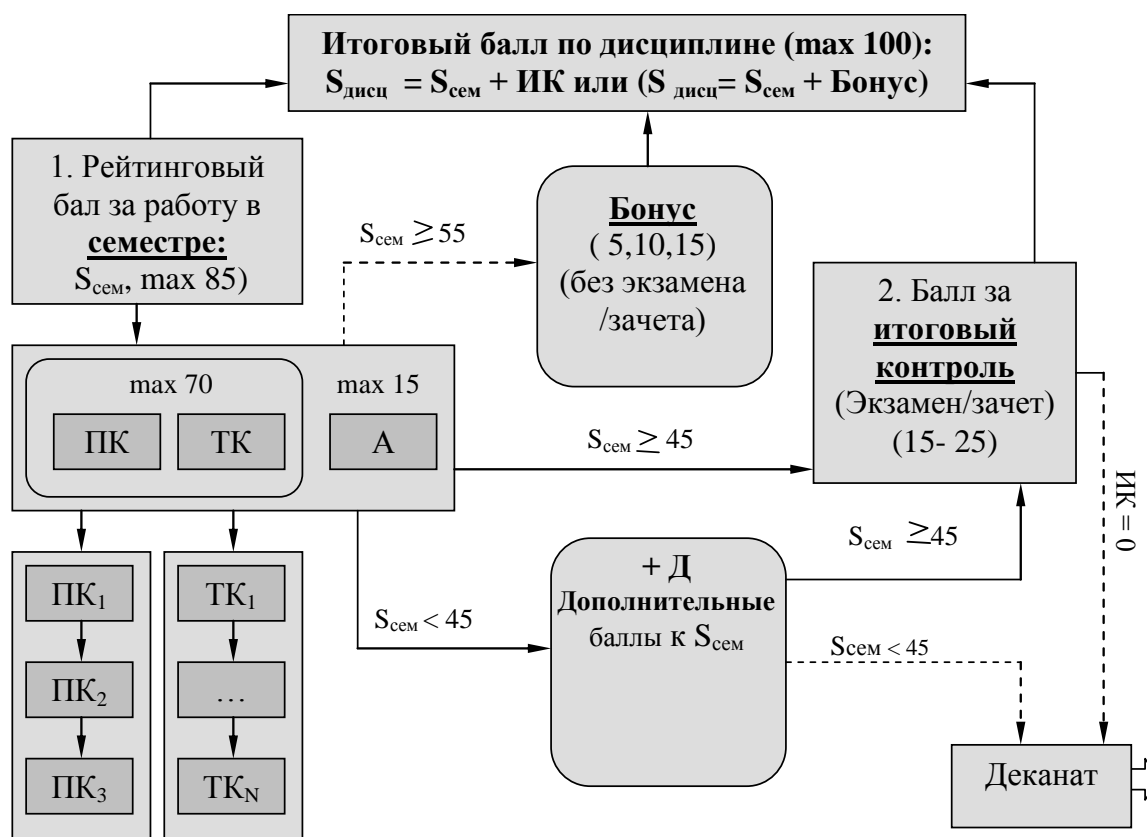 Итоговый балл по дисциплине (max 100):
Sдисц = Sсем + ИК или (S дисц= Sсем + Бонус)
1. Рейтинговый
бал за работу в
семестре:
Sсем, max 85)
Sсем ≥55
Бонус
( 5,10,15)
(без экзамена
/зачета)
2. Балл за
итоговый
контроль
(Экзамен/зачет)
(15- 25)
max 70
max 15
ПК
ТК
А
Sсем ≥ 45
ИК = 0
ПК1
ПК2
ПК3
ТК1
…
ТКN
Sсем < 45
+ Д
Дополнительные
баллы к Sсем
Sсем ≥45
Sсем < 45
Деканат